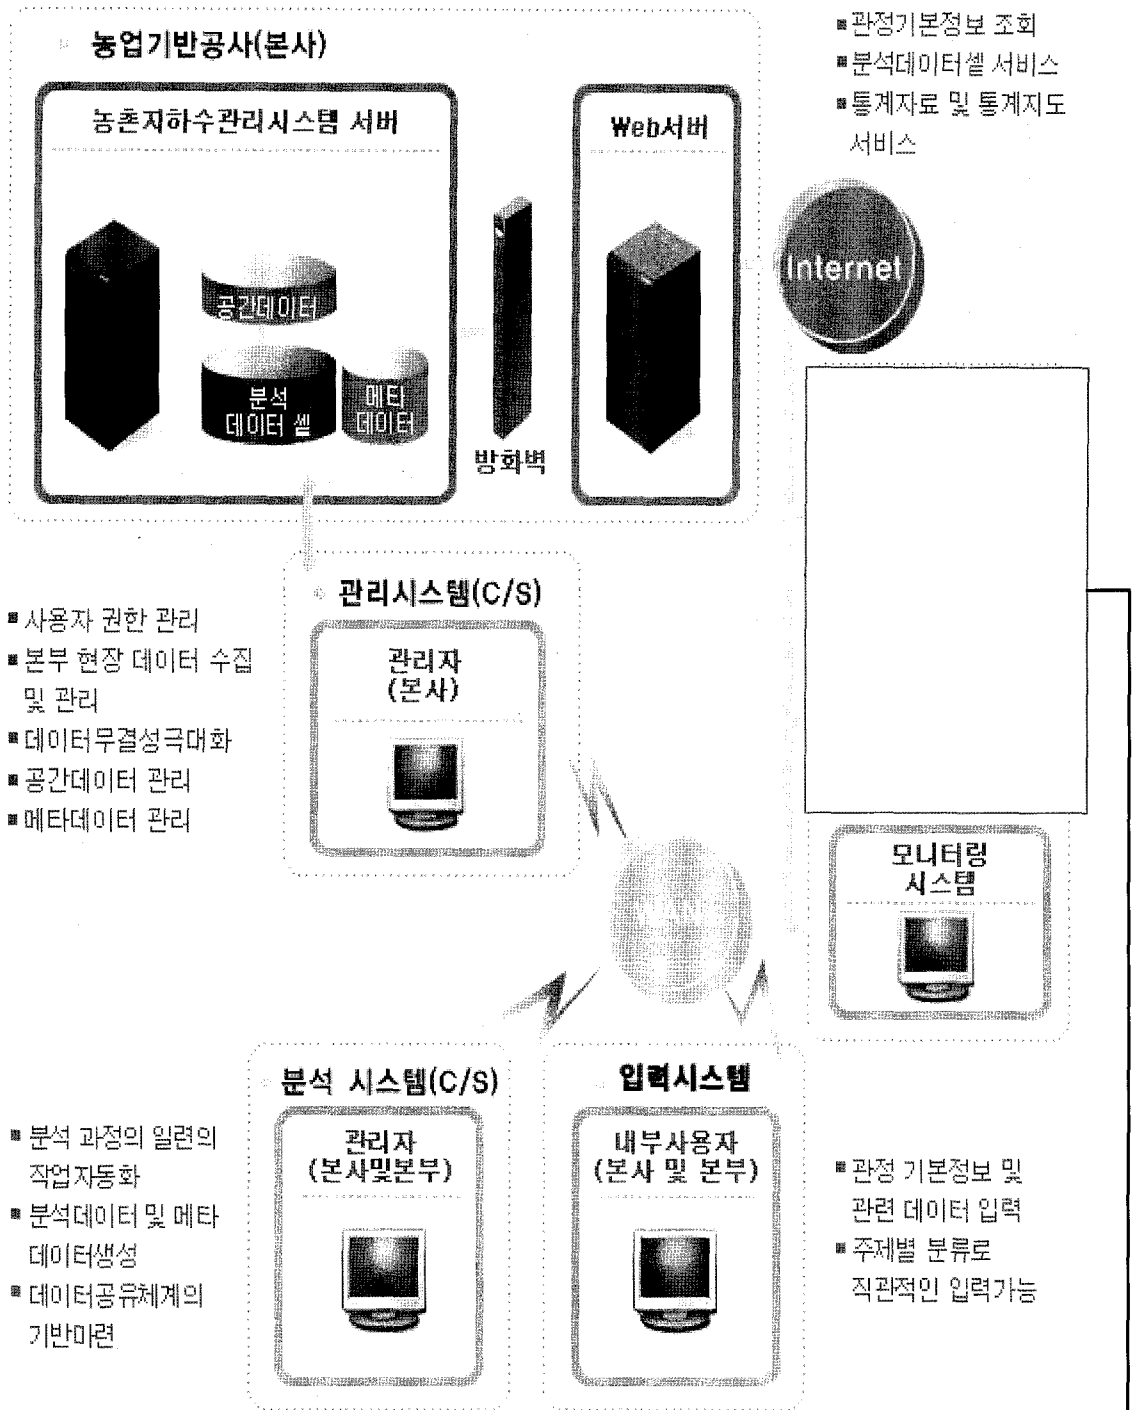 농업기반공사(본사)
농촌지하수관리시스템 서버
공간데이터
분석
데이터 셀
메타
데이터
방화벽
Web서버
■관정기본정보 조회
■분석데이터셀 서비스
■통계자료 및 통계지도
서비스
Internet
관리시스템(C/S)
관리자
(본사)
■사용자 권한 관리
■본부 현장 데이터 수집
및 관리
■데이터무결성극대화
■공간데이터 관리
■메타데이터 관리
모니터링
시스템
분석 시스템(C/S)
관리자
(본사및본부)
■분석 과정의 일련의
작업자동화
■분석데이터 및 메타
데이터생성
■데이터공유체계의
기반마련
입력시스템
내부사용자
(본사 및 본부)
■관정 기본정보 및
관련 데이터 입력
■주제별 분류로
직관적인 입력가능